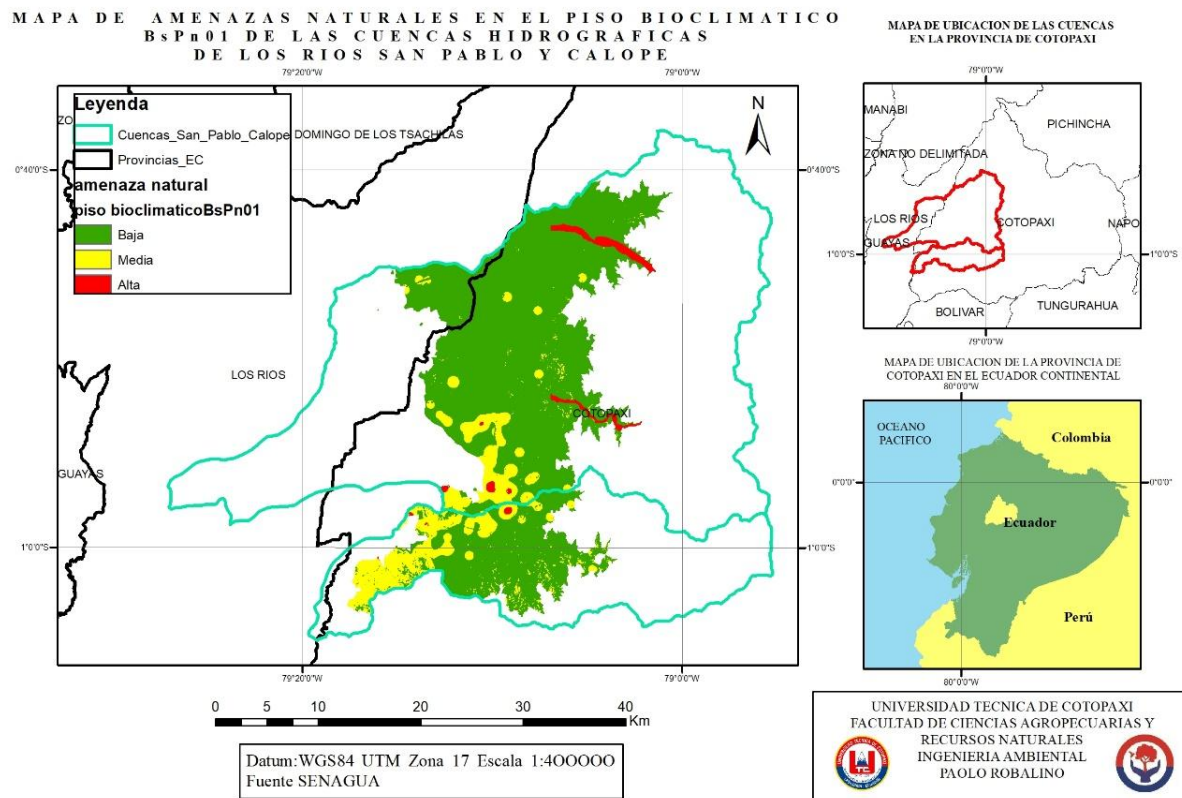 MAPA DE AMENAZAS NATURALES EN EL PISO BIOCLIMATICO
BsPn01 DE LAS CUENCAS HIDROGRAFICAS
DE LOS RIOS SAN PABLO Y CALOPE
79°20'0"W
79°0'0"W
Leyenda
Cuencas_San_Pablo_Calope
Provincias_EC
amenaza natural
piso bioclimaticoBsPn01
Baja
Media
Alta
ZO
DOMINGO DE LOS TSACHILAS
N
0°40'0"S
0°40'0"S
LOS RIOS
COTOPAXI
GUAYAS
1°0'0"S
1°0'0"S
79°20'0"W
79°0'0"W
0 5 10 20 30 40
Km
Datum:WGS84 UTM Zona 17 Escala 1:4OOOOO
Fuente SENAGUA
MAPA DE UBICACION DE LAS CUENCAS
EN LA PROVINCIA DE COTOPAXI
79°0'0"W
MANABI
PICHINCHA
ZONA NO DELIMITADA
LOS RIOS
COTOPAXI
NAPO
GUAYAS
1°0'0"S
1°0'0"S
BOLIVAR
TUNGURAHUA
79°0'0"W
MAPA DE UBICACION DE LA PROVINCIA DE
COTOPAXI EN EL ECUADOR CONTINENTAL
80°0'0"W
OCEANO
PACIFICO
Colombia
0°0'0"
0°0'0"
Ecuador
Perú
80°0'0"W
UNIVERSIDAD TECNICA DE COTOPAXI
FACULTAD DE CIENCIAS AGROPECUARIAS Y
RECURSOS NATURALES
INGENIERIA AMBIENTAL
PAOLO ROBALINO